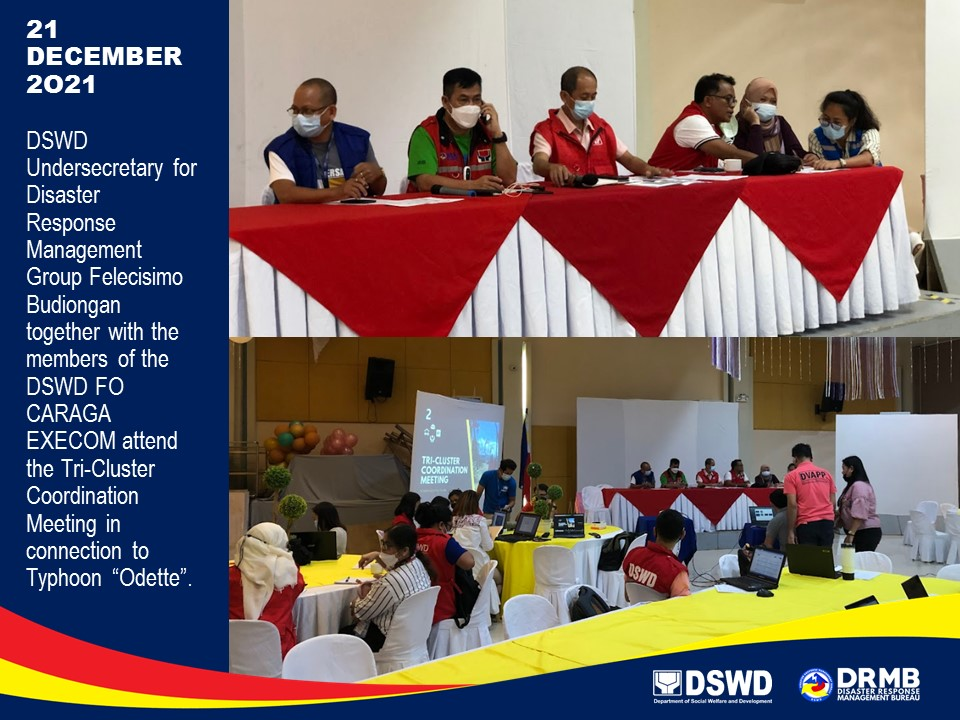 21
DECEMBER
2O21
DSWD
Undersecretary for
Disaster
Response
Management
Group Felecisimo
Budiongan
together with the
members of the
DSWD FO
CARAGA
EXECOM attend
the Tri-Cluster
Coordination
Meeting in
connection to
Typhoon “Odette”.
2
TRI-CLUSTER
COORDINATION
MEETING
DVAPP
DSWD
DSWD
DSWD
Department of Social Welfare and Development
DRMB
DISASTER RESPONSE
MANAGEMENT BUREAU